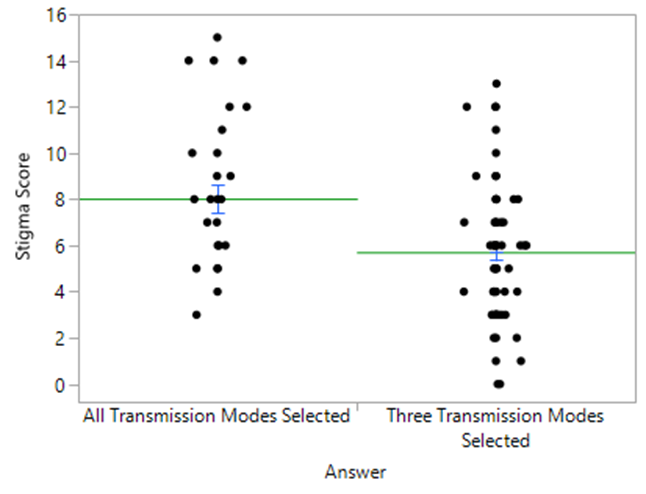 16
14
12
10
8
6
4
2
0
Stigma Score
All Transmission Modes Selected
Three Transmission Modes
Selected
Answer